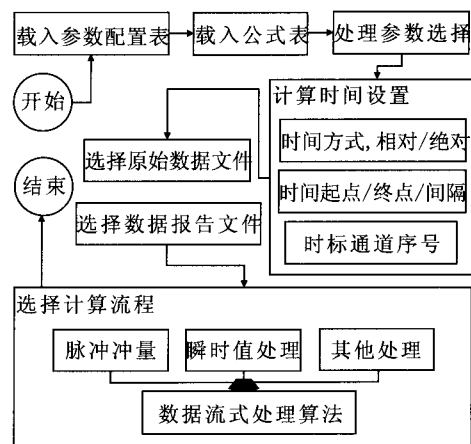 载入参数配置表
载入公式表
处理参数选择
开始
计算时间设置
时间方式,相对/绝对
选择原始数据文件
时间起点/终点/间隔
结束
选择数据报告文件
时标通道序号
选择计算流程
脉冲冲量
瞬时值处理
其他处理
数据流式处理算法